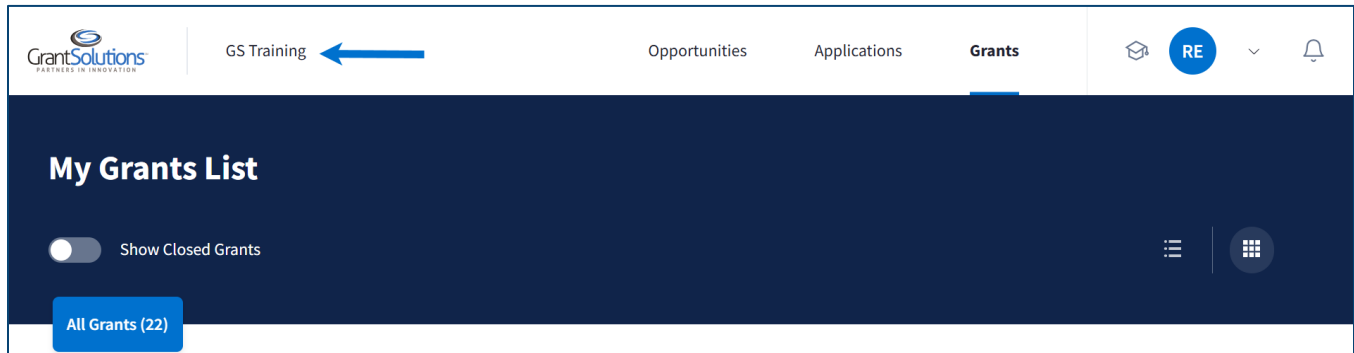 GrantSolutions
PARTNERS IN INNOVATION
GS Training
Opportunities
Applications
Grants
RE
My Grants List
Show Closed Grants
All Grants (22)